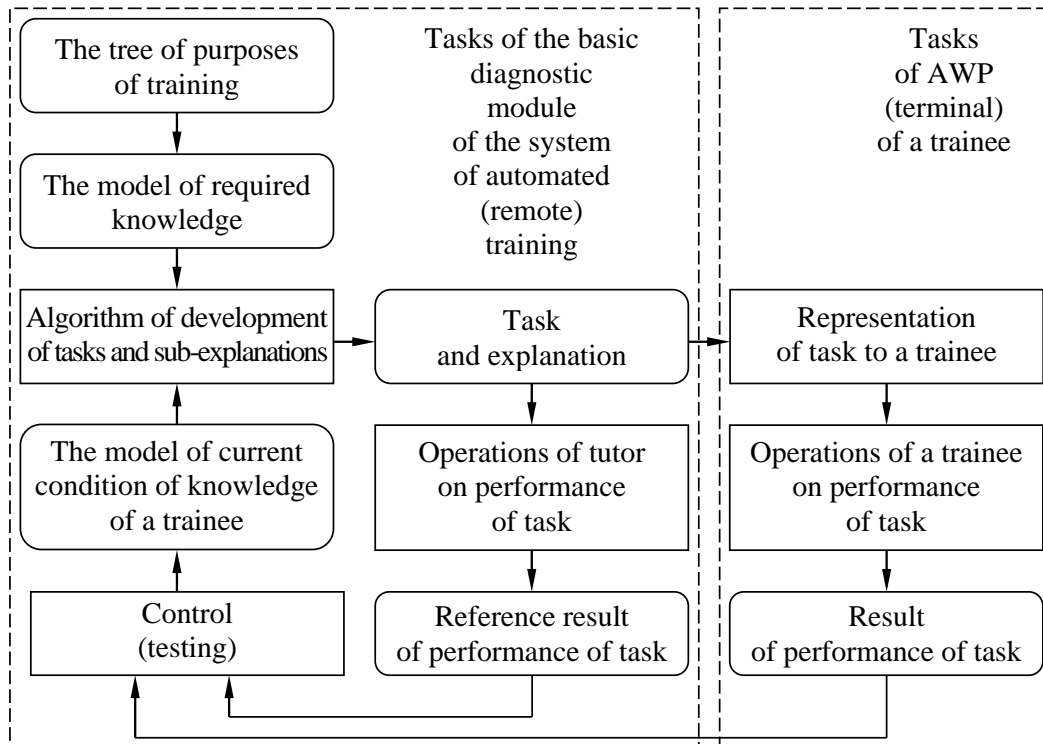 The tree of purposes
of training
Tasks of the basic
diagnostic
module
of the system
of automated
(remote)
training
Tasks
of AWP
(terminal)
of a trainee
The model of required
knowledge
Algorithm of development
of tasks and sub-explanations
Task
and explanation
Representation
of task to a trainee
The model of current
condition of knowledge
of a trainee
Operations of tutor
on performance
of task
Operations of a trainee
on performance
of task
Control
(testing)
Reference result
of performance of task
Result
of performance of task